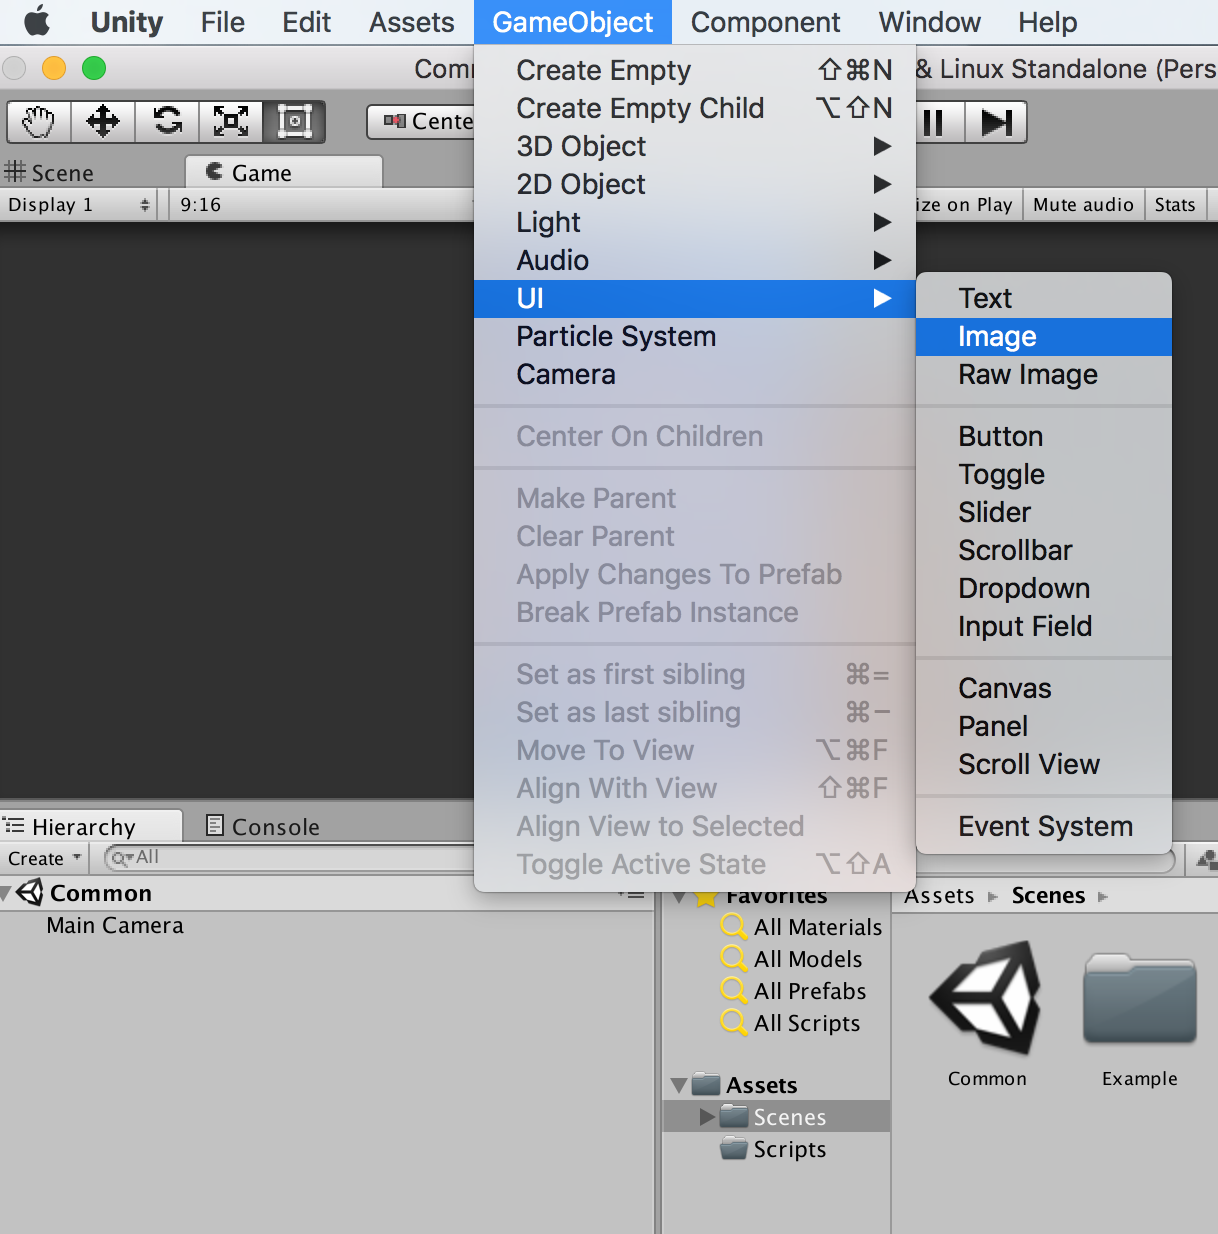 Unity File Edit Assets GameObject Component Window Help
& Linux Standalone
Create Empty ⇧⌘N
Create Empty Child ⌥⇧N
3D Object
2D Object
Light
Audio
UI
Particle System
Camera
Center On Children
Make Parent
Clear Parent
Apply Changes To Prefab
Break Prefab Instance
Set as first sibling ⌘=
Set as last sibling ⌘−
Move To View ⌥⌘F
Align With View ⇧⌘F
Align View to Selected
Toggle Active State ⌥⇧A
Text
Image
Raw Image
Button
Toggle
Slider
Scrollbar
Dropdown
Input Field
Canvas
Panel
Scroll View
Event System
Scene Game
Display 1 9:16 on Play Mute audio Stats
Hierarchy Console
Create All
Common
Main Camera
Favorites
All Materials
All Models
All Prefabs
All Scripts
Assets
Scenes
Scripts
Assets Scenes
Common Example